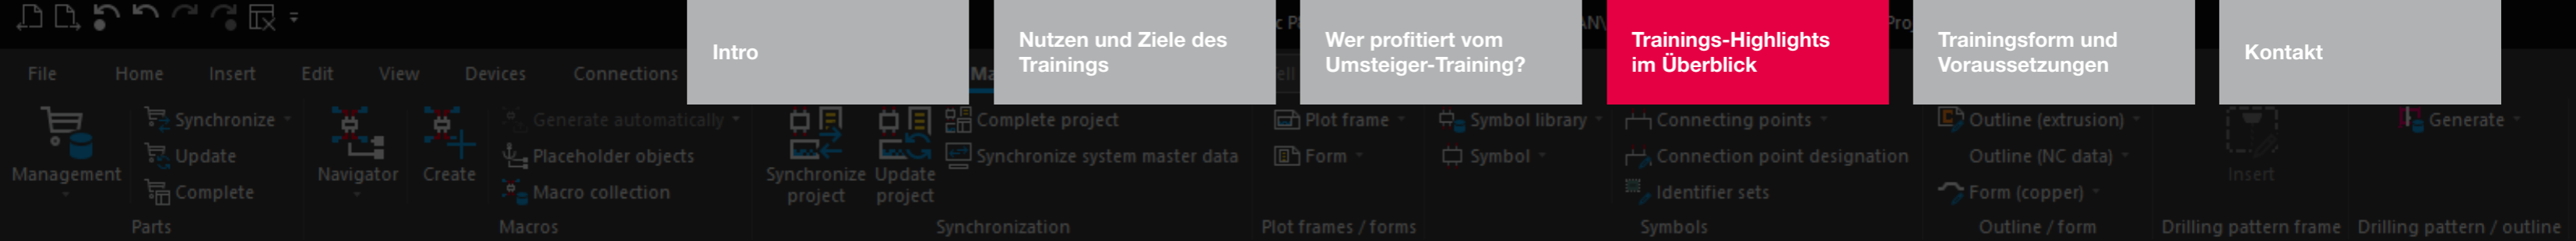 Intro
Nutzen und Ziele des
Trainings
Wer profitiert vom
Umsteiger-Training?
Trainings-Highlights
im Überblick
Trainingsform und
Voraussetzungen
Kontakt
File Home Insert Edit View Devices Connections
Management
Synchronize
Update
Complete
Parts
Navigator
Create
Generate automatically
Placeholder objects
Macro collection
Macros
Synchronize
project
Update
project
Complete project
Synchronize system master data
Synchronization
Plot frame
Form
Plot frames / forms
Symbol library
Symbol
Connecting points
Connection point designation
Identifier sets
Symbols
Outline (extrusion)
Outline (NC data)
Form (copper)
Outline / form
Insert
Drilling pattern frame
Generate
Drilling pattern / outline